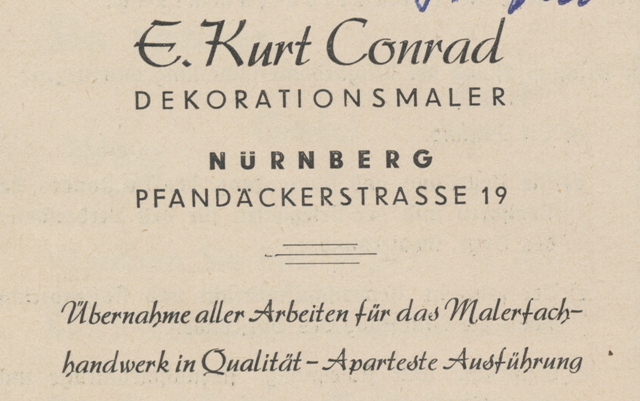 E. Kurt Conrad
DEKORATIONSMALER
NÜRNBERG
PFANDÄCKERSTRASSE 19
Übernahme aller Arbeiten für das Malerfach-
handwerk in Qualität – Aparteste Ausführung